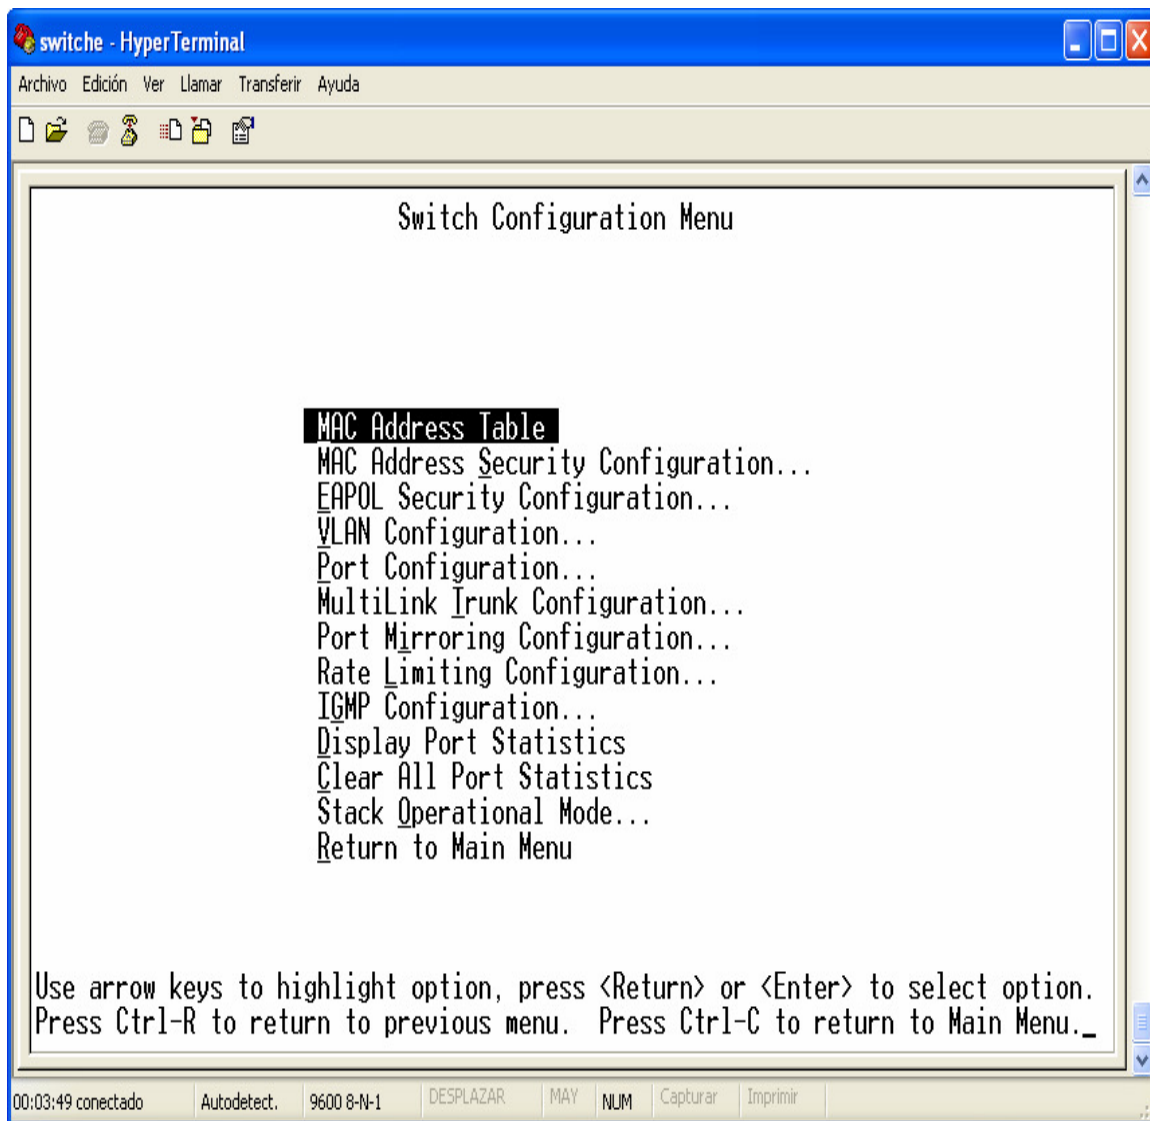 switche - HyperTerminal
Archivo Edición Ver Llamar Transferir Ayuda
Switch Configuration Menu
MAC Address Table
MAC Address Security Configuration...
EAPOL Security Configuration...
VLAN Configuration...
Port Configuration...
MultiLink Trunk Configuration...
Port Mirroring Configuration...
Rate Limiting Configuration...
IGMP Configuration...
Display Port Statistics
Clear All Port Statistics
Stack Operational Mode...
Return to Main Menu
Use arrow keys to highlight option, press <Return> or <Enter> to select option.
Press Ctrl-R to return to previous menu. Press Ctrl-C to return to Main Menu._
00:03:49 conectado Autodetect. 9600 8-N-1 DESPLAZAR MAY NUM Capturar Imprimir